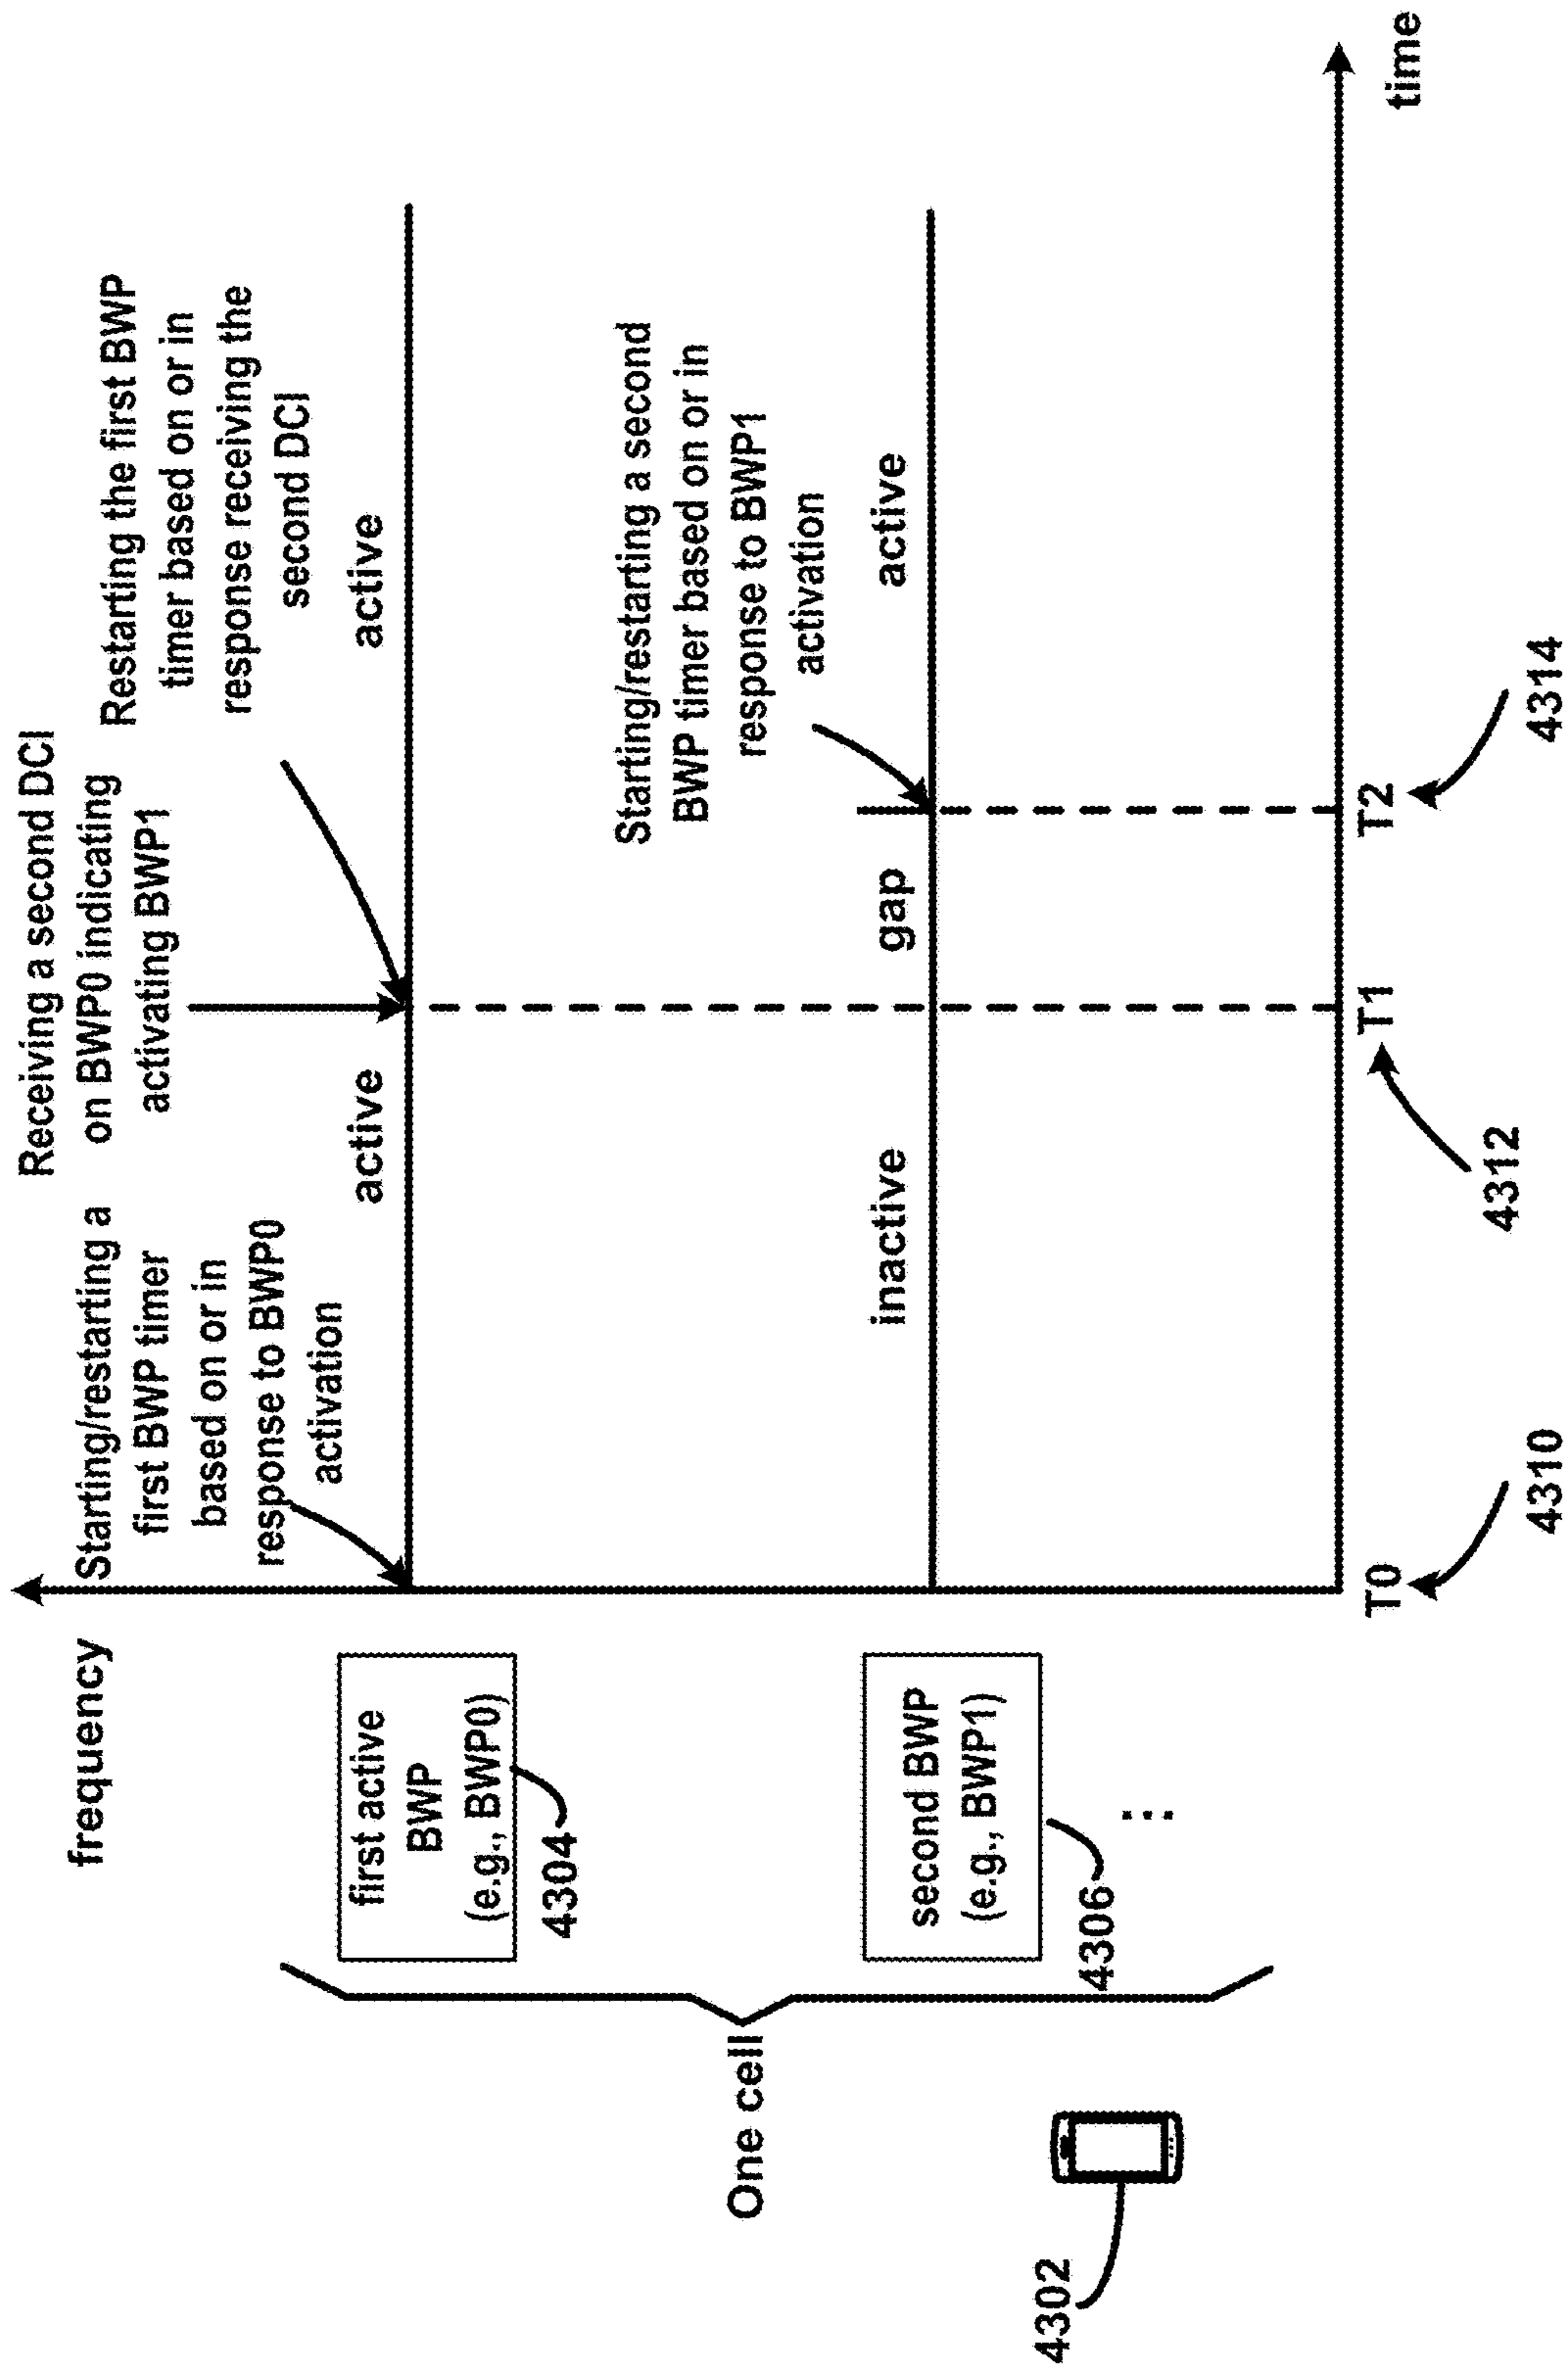 frequency
Starting/restarting a
first BWP timer
based on or in
response to BWP0
activation
Receiving a second DCI
on BWP0 indicating
activating BWP1
Restarting the first BWP
timer based on or in
response receiving the
second DCI
first active
BWP
(e.g., BWP0)
4304
active
active
One cell
Starting/restarting a second
BWP timer based on or in
response to BWP1
activation
second BWP
(e.g., BWP1)
4306
inactive
gap
active
4302
T0
T1
T2
time
4310
4312
4314